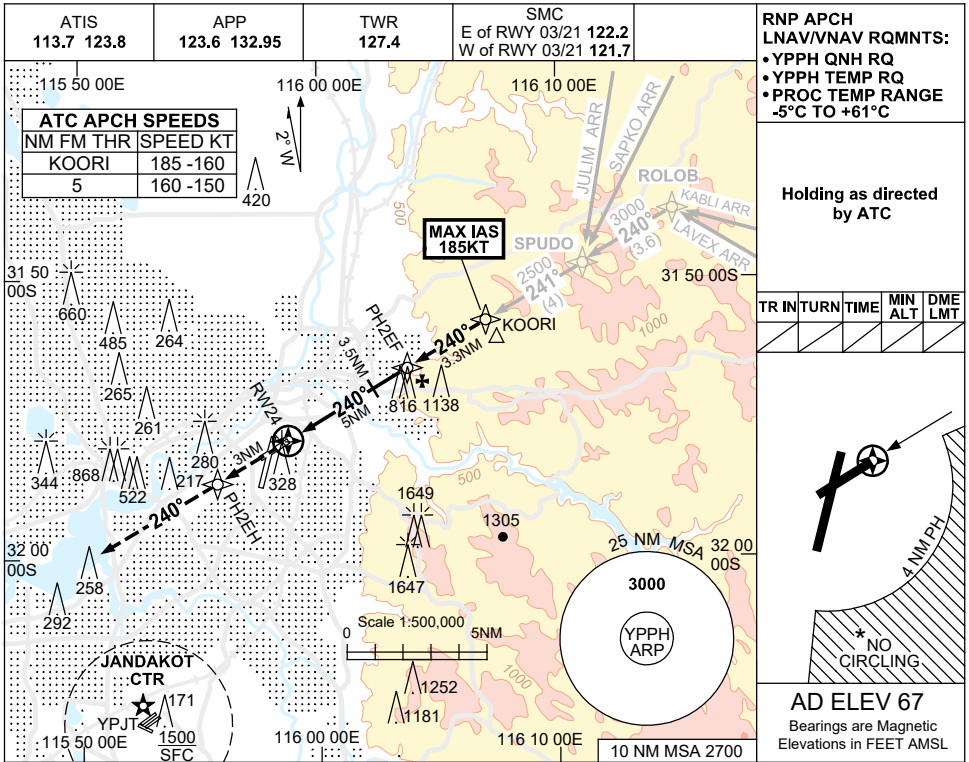 ATIS
113.7 123.8
APP
123.6 132.95
TWR
127.4
SMC
E of RWY 03/21 122.2
W of RWY 03/21 121.7
RNP APCH
LNAV/VNAV RQMNTS:
• YPPH QNH RQ
• YPPH TEMP RQ
• PROC TEMP RANGE
-5°C TO +61°C
Holding as directed
by ATC
TR IN TURN TIME MIN ALT DME LMT
115 50 00E
116 00 00E
116 10 00E
ATC APCH SPEEDS
NM FM THR SPEED KT
KOORI 185 -160
5 160 -150
2° W
420
500
JULIM ARR
SAPKO ARR
ROLOB
KABLI ARR
LAVEX ARR
3000
240°
(3.6)
SPUDO
2500
241°
(4)
MAX IAS
185KT
31 50
00S
31 50 00S
KOORI
1000
660
485
264
265
261
PH2EF
240°
3.3NM
3.5NM
240°
5NM
816
1138
RW24
328
3NM
280
217
PH2EH
240°
344
868
522
500
1649
1305
1647
25 NM MSA
3000
YPPH
ARP
32 00
00S
32 00
00S
258
292
Scale 1:500,000
0
5NM
1252
1181
1000
JANDAKOT
CTR
171
YPJT
1500
SFC
115 50 00E
116 00 00E
116 10 00E
10 NM MSA 2700
4 NM PH
*NO
CIRCLING
AD ELEV 67
Bearings are Magnetic
Elevations in FEET AMSL